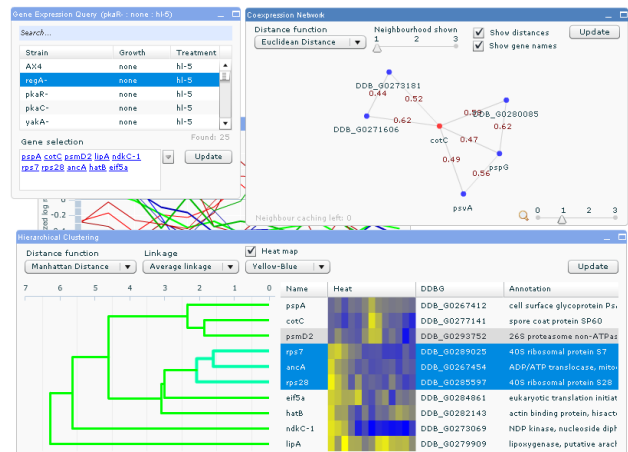 Gene Expression Query (pkaR- : none : hl-5)
Search...
Strain Growth Treatment
AX4 none hl-5
regA- none hl-5
pkaR- none hl-5
pkaC- none hl-5
yakA- none hl-5
Found: 25
Gene selection
pspA cotC psmD2 lipA ndkC-1
rps7 rps28 ancA hatB eif5a
Update
-0.2
Coexpression Network
Distance function
Euclidean Distance
Neighbourhood shown
1 2 3
Show distances
Show gene names
Update
DDB_G0273181
0.44
0.52
DDB_G0280085
DDB_G0271606
0.62
0.62
cotC
0.47
0.49
pspG
0.56
psvA
Neighbour caching left: 0
0 1 2 3
Hierarchical Clustering
Distance function
Manhattan Distance
Linkage
Average linkage
Heat map
Yellow-Blue
Update
7 6 5 4 3 2 1 0
Name Heat DDBG Annotation
pspA DDB_G0267412 cell surface glycoprotein
cotC DDB_G0277141 spore coat protein SP60
psmD2 DDB_G0293752 26S proteasome non-ATPas
rps7 DDB_G0289025 40S ribosomal protein S7
ancA DDB_G0267454 ADP/ATP translocase, mito
rps28 DDB_G0285597 40S ribosomal protein S28
eif5a DDB_G0284861 eukaryotic translation initiat
hatB DDB_G0282143 actin binding protein, hisact
ndkC-1 DDB_G0273069 NDP kinase, nucleoside diph
lipA DDB_G0279909 lipoxygenase, putative arach